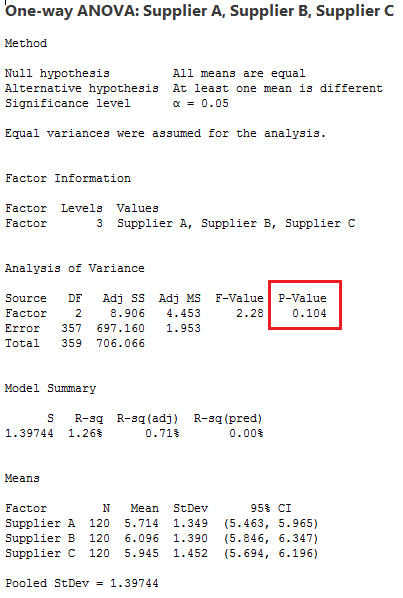 One-way ANOVA: Supplier A, Supplier B, Supplier C
Method
Null hypothesis All means are equal
Alternative hypothesis At least one mean is different
Significance level α = 0.05
Equal variances were assumed for the analysis.
Factor Information
Factor Levels Values
Factor 3 Supplier A, Supplier B, Supplier C
Analysis of Variance
Source DF Adj SS Adj MS F-Value P-Value
Factor 2 8.906 4.453 2.28 0.104
Error 357 697.160 1.953
Total 359 706.066
Model Summary
S R-sq R-sq(adj) R-sq(pred)
1.39744 1.26% 0.71% 0.00%
Means
Factor N Mean StDev 95% CI
Supplier A 120 5.714 1.349 (5.463, 5.965)
Supplier B 120 6.096 1.390 (5.846, 6.347)
Supplier C 120 5.945 1.452 (5.694, 6.196)
Pooled StDev = 1.39744